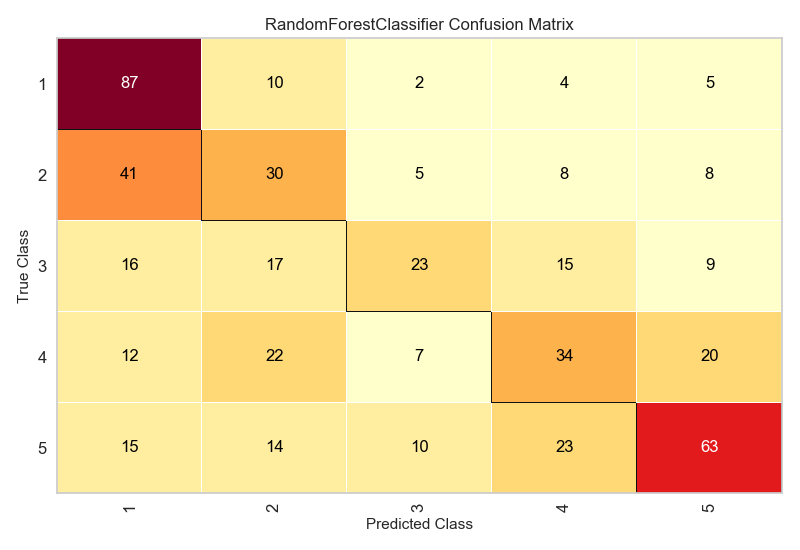 RandomForestClassifier Confusion Matrix
1 87 10 2 4 5
2 41 30 5 8 8
3 16 17 23 15 9
4 12 22 7 34 20
5 15 14 10 23 63
True Class
1 2 3 4 5
Predicted Class